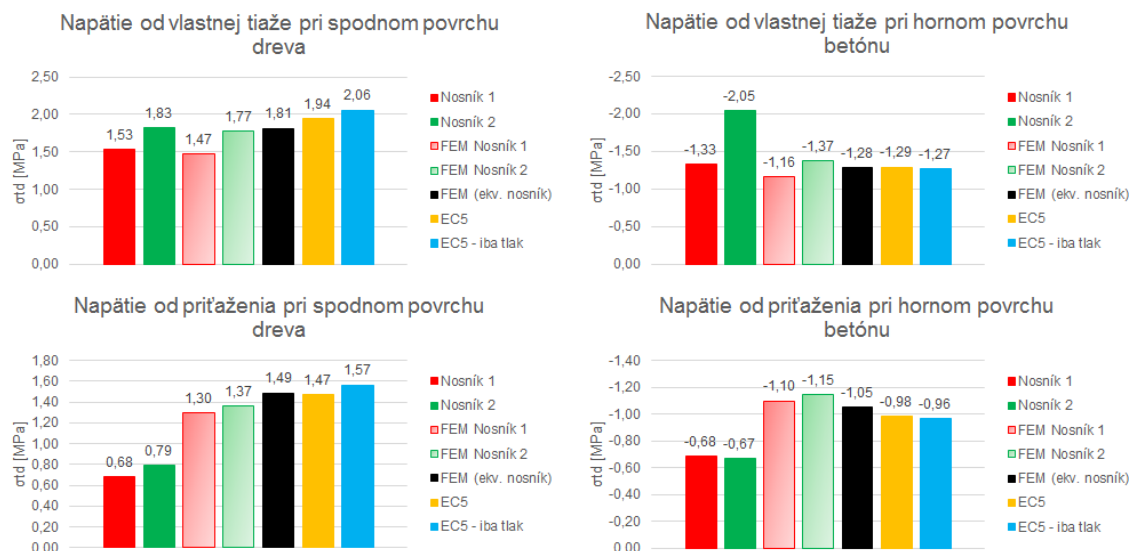 Napätie od vlastnej tiaže pri spodnom povrchu
dreva
σtd [MPa]
2,50
2,00
1,50
1,00
0,50
0,00
1,53
1,83
1,47
1,77
1,81
1,94
2,06
Nosník 1
Nosník 2
FEM Nosník 1
FEM Nosník 2
FEM (ekv. nosník)
EC5
EC5 - iba tlak
Napätie od vlastnej tiaže pri hornom povrchu
betónu
σtd [MPa]
-2,50
-2,00
-1,50
-1,00
-0,50
0,00
-1,33
-2,05
-1,16
-1,37
-1,28
-1,29
-1,27
Nosník 1
Nosník 2
FEM Nosník 1
FEM Nosník 2
FEM (ekv. nosník)
EC5
EC5 - iba tlak
Napätie od priťaženia pri spodnom povrchu
dreva
σtd [MPa]
1,80
1,60
1,40
1,20
1,00
0,80
0,60
0,40
0,20
0,00
0,68
0,79
1,30
1,37
1,49
1,47
1,57
Nosník 1
Nosník 2
FEM Nosník 1
FEM Nosník 2
FEM (ekv. nosník)
EC5
EC5 - iba tlak
Napätie od priťaženia pri hornom povrchu
betónu
σtd [MPa]
-1,40
-1,20
-1,00
-0,80
-0,60
-0,40
-0,20
0,00
-0,68
-0,67
-1,10
-1,15
-1,05
-0,98
-0,96
Nosník 1
Nosník 2
FEM Nosník 1
FEM Nosník 2
FEM (ekv. nosník)
EC5
EC5 - iba tlak